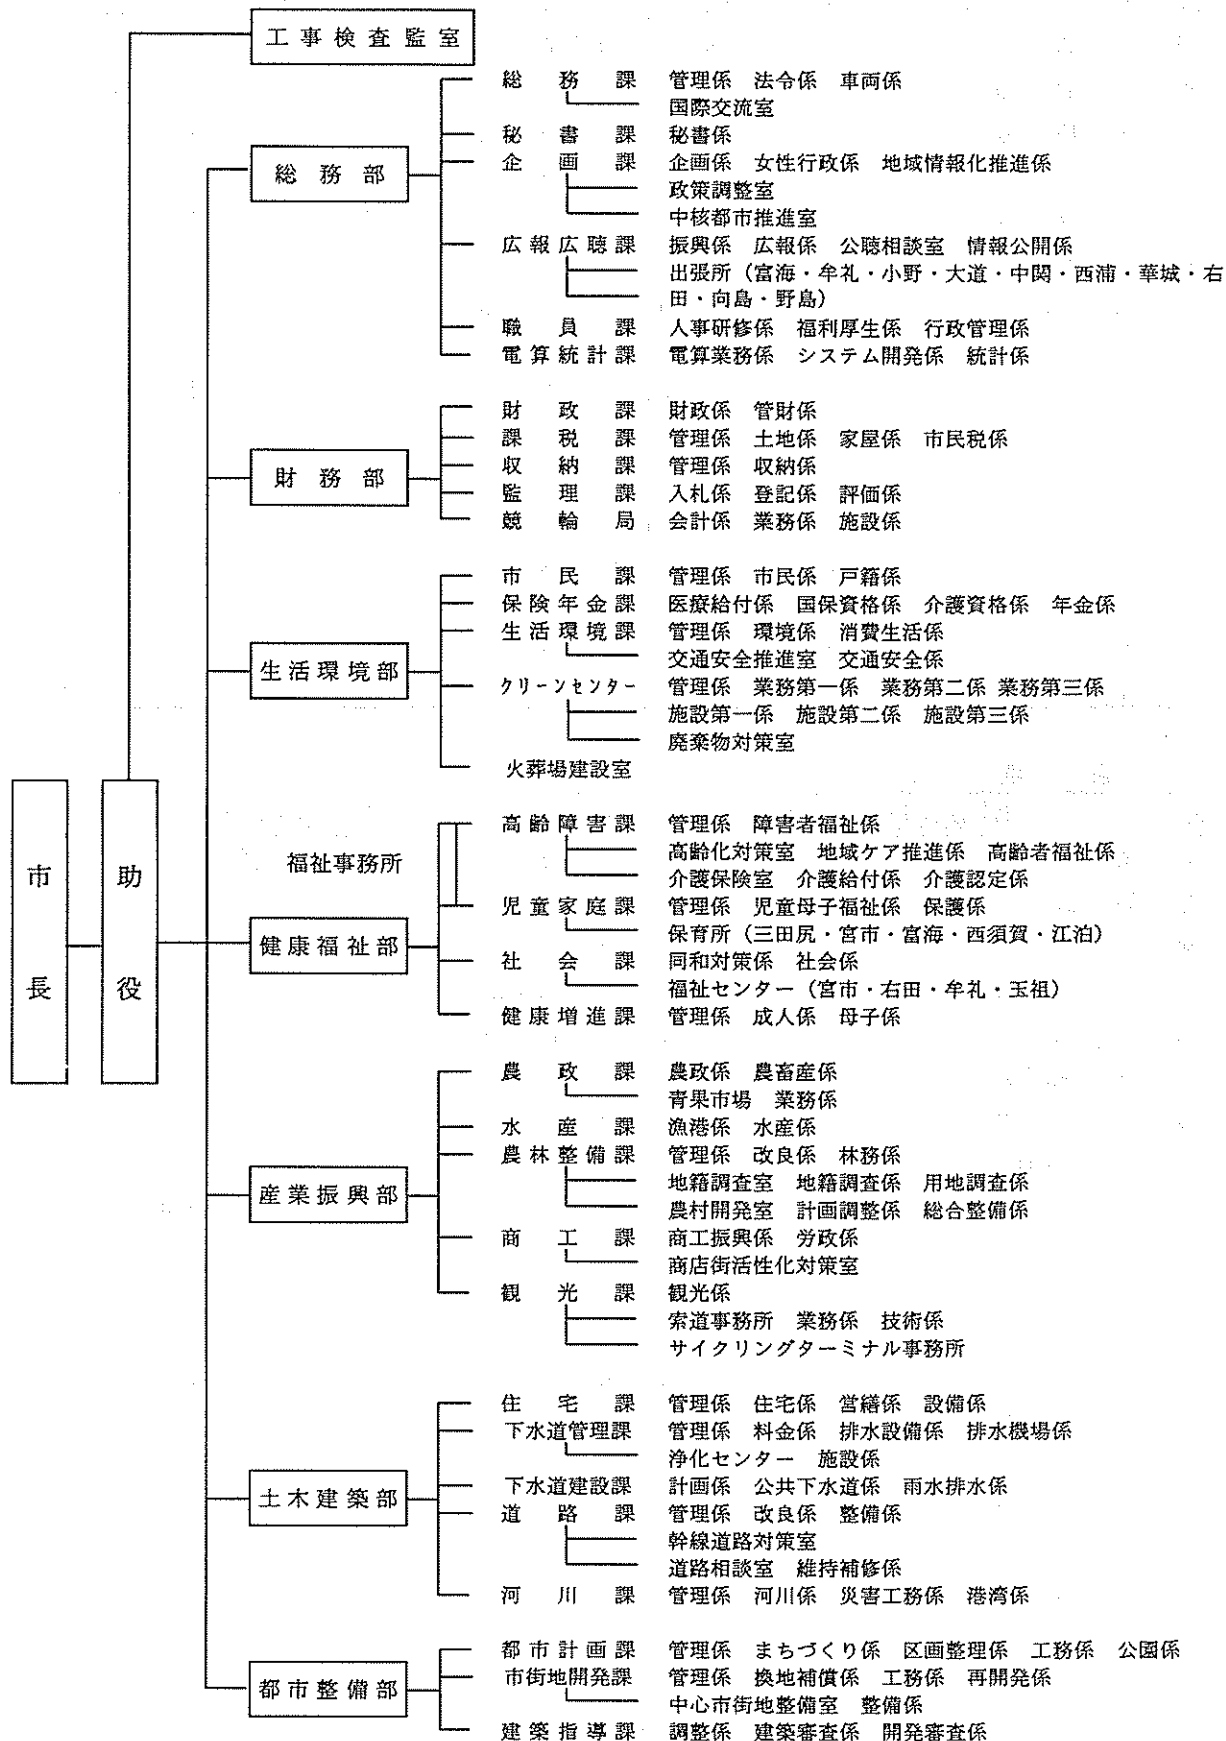 工事検査監室
総務課 管理係 法令係 車両係
国際交流室
秘書課 秘書係
企画課 企画係 女性行政係 地域情報化推進係
総務部
政策調整室
中核都市推進室
広報広聴課 振興係 広報係 公聴相談室 情報公開係
出張所（富海・牟礼・小野・大道・中関・西浦・華城・右
田・向島・野島）
職員課 人事研修係 福利厚生係 行政管理係
電算統計課 電算業務係 システム開発係 統計係
財政課 財政係 管財係
課税課 管理係 土地係 家屋係 市民税係
収納課 管理係 収納係
財務部
監理課 入札係 登記係 評価係
競輪局 会計係 業務係 施設係
市民課 管理係 市民係 戸籍係
保険年金課 医療給付係 国保資格係 介護資格係 年金係
生活環境課 管理係 環境係 消費生活係
交通安全推進室 交通安全係
生活環境部
クリーンセンター 管理係 業務第一係 業務第二係 業務第三係
施設第一係 施設第二係 施設第三係
廃棄物対策室
火葬場建設室
市長
助役
高齢障害課 管理係 障害者福祉係
高齢化対策室 地域ケア推進係 高齢者福祉係
福祉事務所
介護保険室 介護給付係 介護認定係
児童家庭課 管理係 児童母子福祉係 保護係
保育所（三田尻・宮市・富海・西須賀・江泊）
健康福祉部
社会課 同和対策係 社会係
福祉センター（宮市・右田・牟礼・玉祖）
健康増進課 管理係 成人係 母子係
農政課 農政係 農畜産係
青果市場 業務係
水産課 漁港係 水産係
農林整備課 管理係 改良係 林務係
地籍調査室 地籍調査係 用地調査係
産業振興部
農村開発室 計画調整係 総合整備係
商工課 商工振興係 労政係
商店街活性化対策室
観光課 観光係
索道事務所 業務係 技術係
サイクリングターミナル事務所
住宅課 管理係 住宅係 営繕係 設備係
下水道管理課 管理係 料金係 排水設備係 排水機場係
浄化センター 施設係
下水道建設課 計画係 公共下水道係 雨水排水係
土木建築部
道路課 管理係 改良係 整備係
幹線道路対策室
道路相談室 維持補修係
河川課 管理係 河川係 災害工務係 港湾係
都市計画課 管理係 まちづくり係 区画整理係 工務係 公園係
市街地開発課 管理係 換地補償係 工務係 再開発係
都市整備部
中心市街地整備室 整備係
建築指導課 調整係 建築審査係 開発審査係